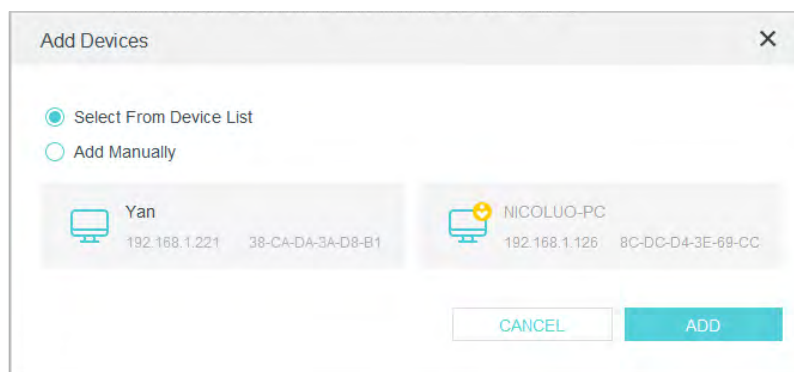 Add Devices
Select From Device List
Add Manually
Yan
192.168.1.221 38-CA-DA-3A-D8-B1
NICOLUO-PC
192.168.1.126 8C-DC-D4-3E-69-CC
CANCEL ADD